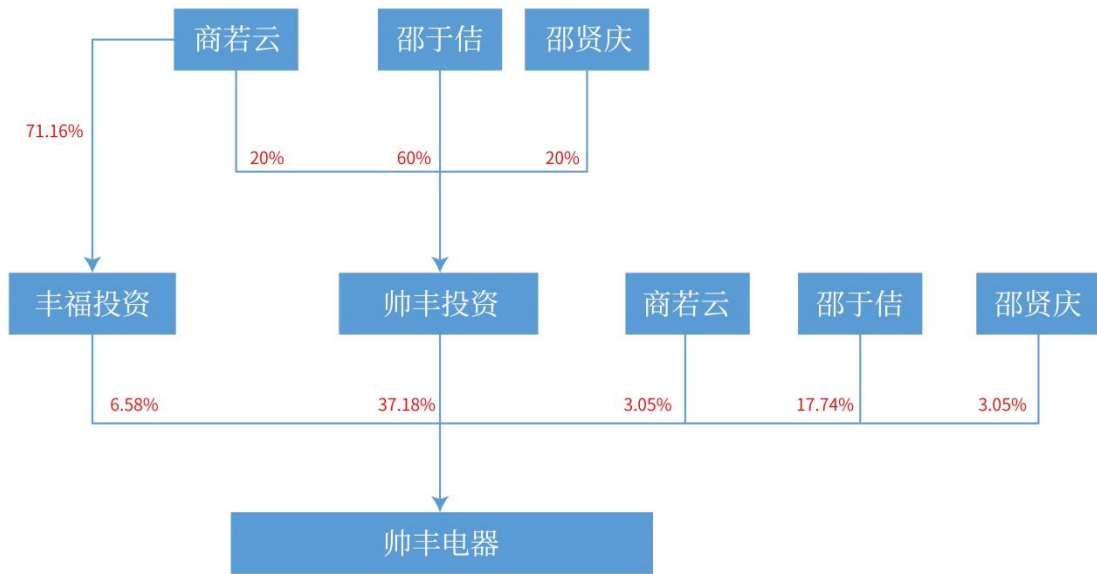 商若云
邵于佶
邵贤庆
71.16%
20%
60%
20%
丰福投资
帅丰投资
商若云
邵于佶
邵贤庆
6.58%
37.18%
3.05%
17.74%
3.05%
帅丰电器